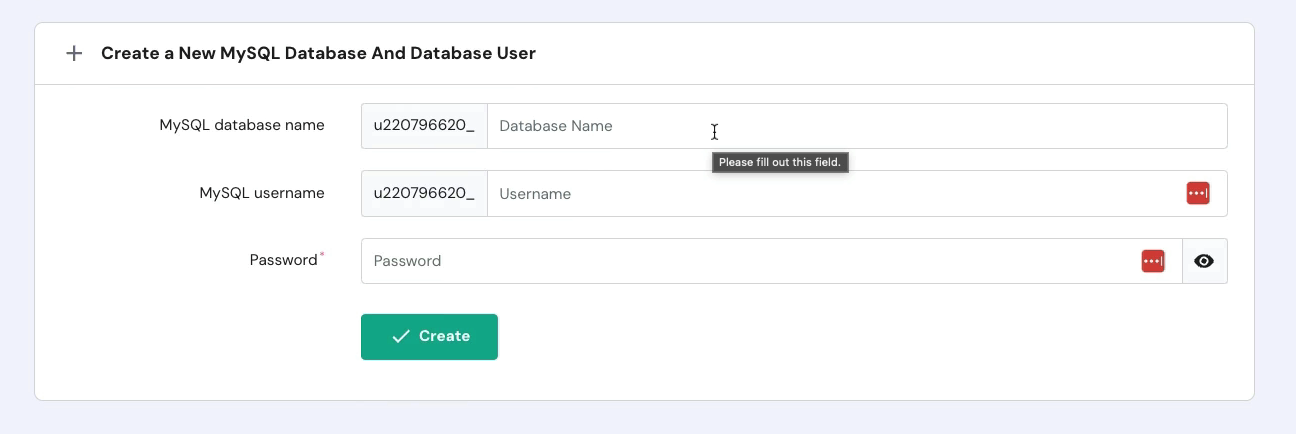 Create a New MySQL Database And Database User
MySQL database name
u220796620_ Database Name
Please fill out this field.
MySQL username
u220796620_ Username
Password*
Password
Create